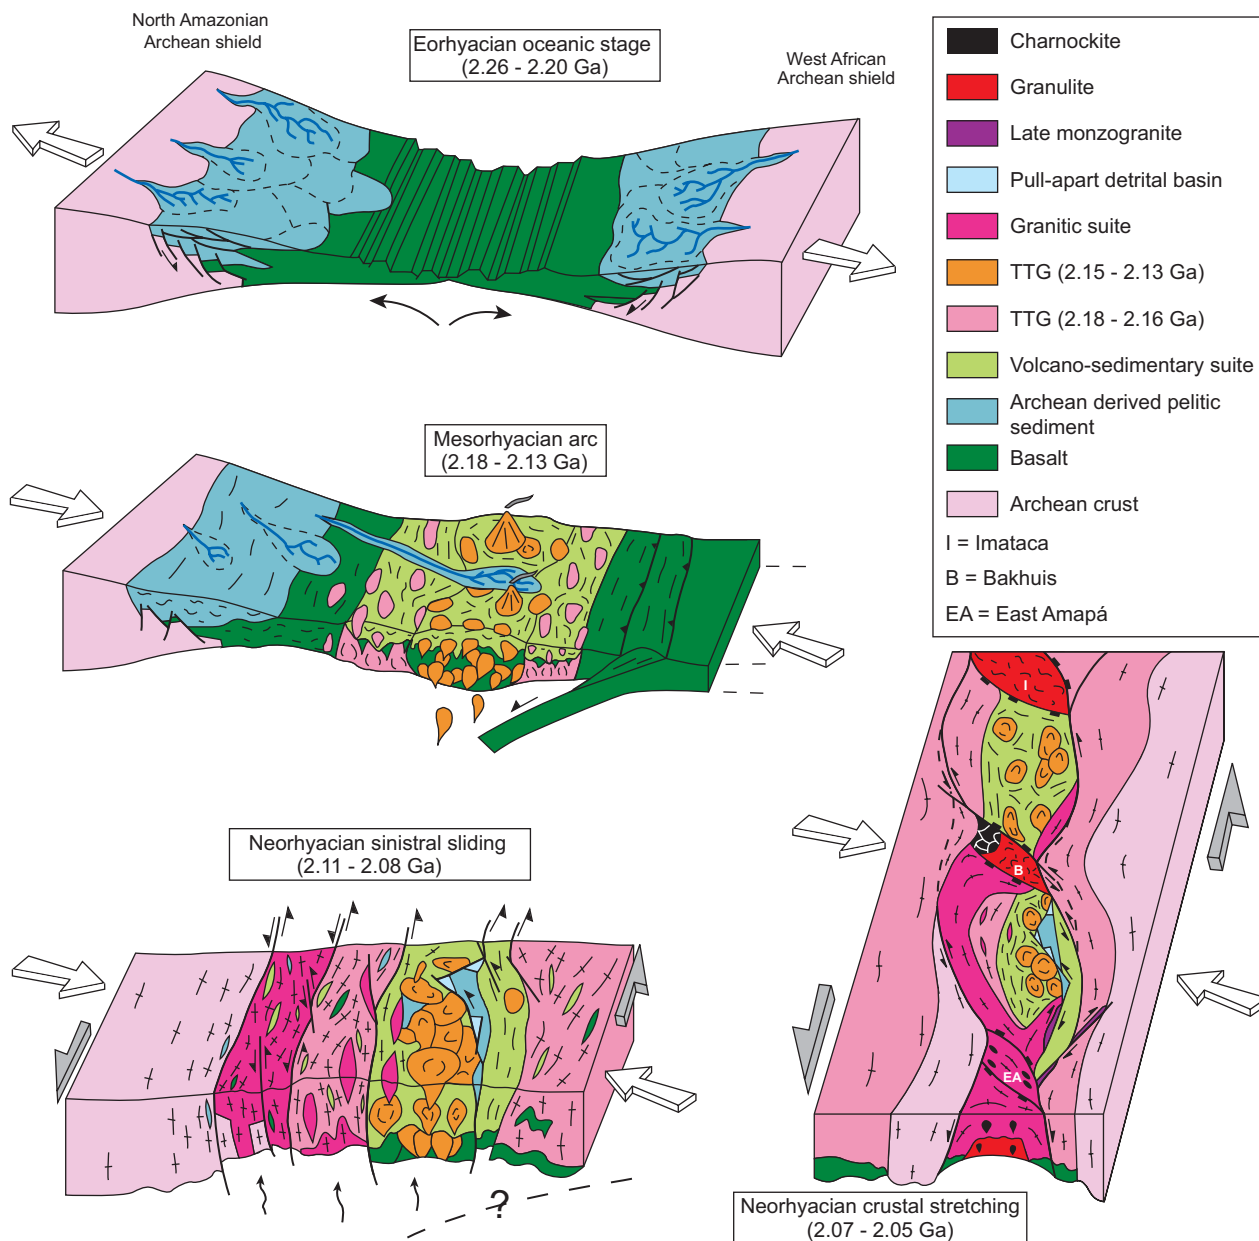 North Amazonian
Archean shield
Eorhyacian oceanic stage
(2.26 - 2.20 Ga)
West African
Archean shield
Charnockite
Granulite
Late monzogranite
Pull-apart detrital basin
Granitic suite
TTG (2.15 - 2.13 Ga)
TTG (2.18 - 2.16 Ga)
Volcano-sedimentary suite
Archean derived pelitic
sediment
Basalt
Archean crust
I = Imataca
B = Bakhuis
EA = East Amapá
Mesorhyacian arc
(2.18 - 2.13 Ga)
Neorhyacian sinistral sliding
(2.11 - 2.08 Ga)
?
I
B
EA
Neorhyacian crustal stretching
(2.07 - 2.05 Ga)